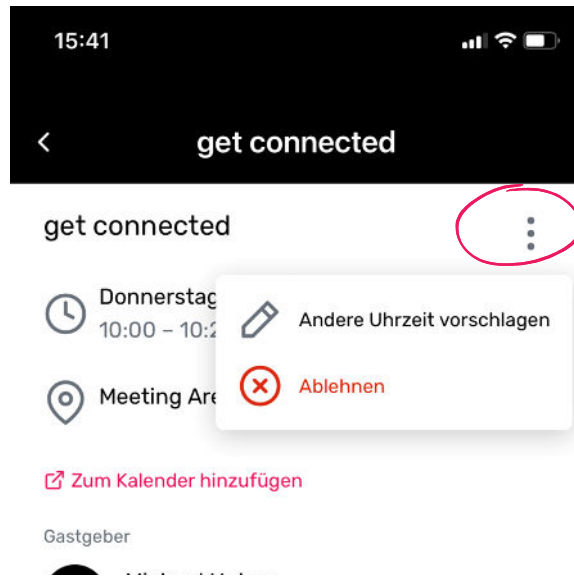 15:41
get connected
get connected
Donnerstag
10:00 – 10:2
Andere Uhrzeit vorschlagen
Meeting Are
Ablehnen
Zum Kalender hinzufügen
Gastgeber